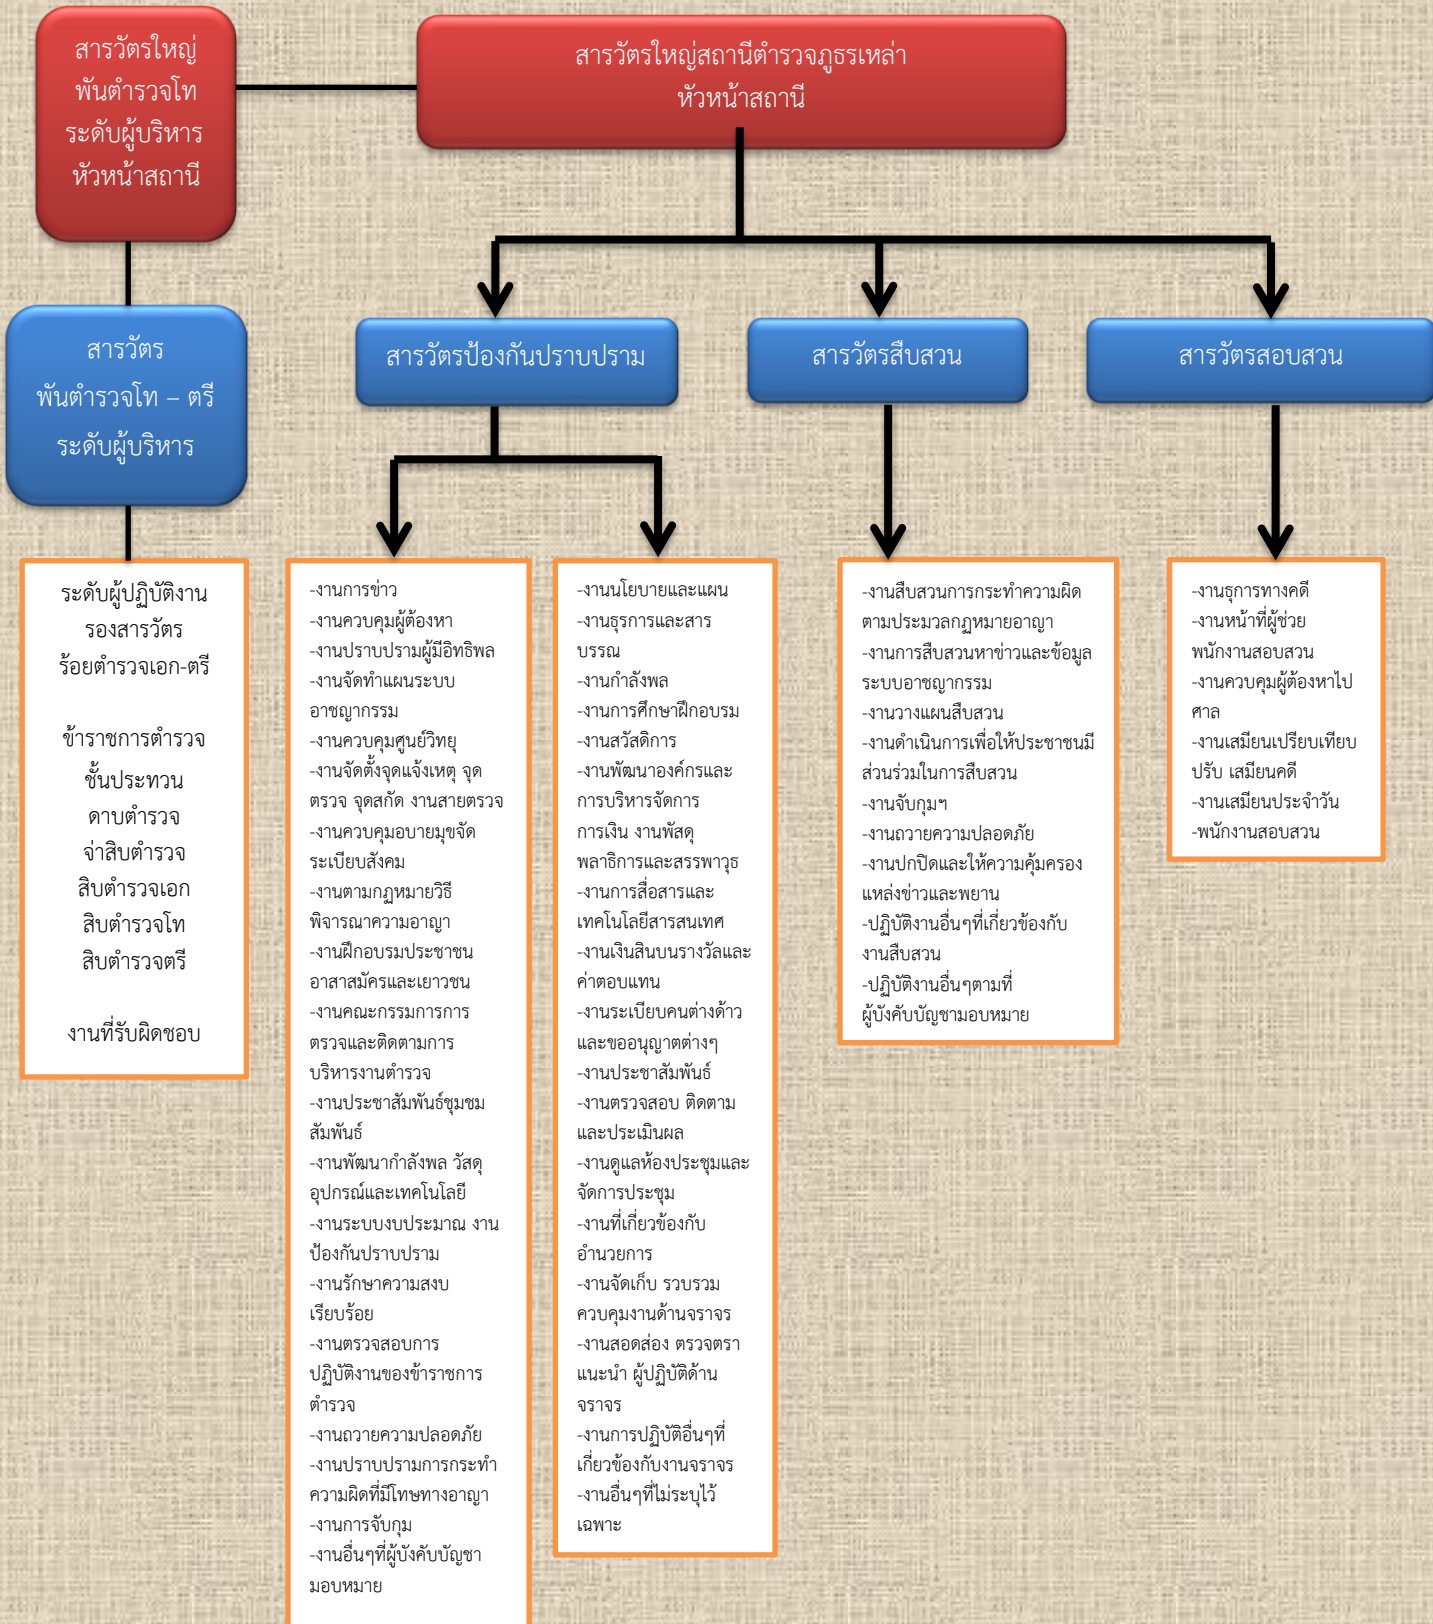 สารวัตรใหญ่
พันตำรวจโท
ระดับผู้บริหาร
หัวหน้าสถานี
สารวัตรใหญ่สถานีตำรวจภูธรเหล่า
หัวหน้าสถานี
สารวัตร
พันตำรวจโท – ตรี
ระดับผู้บริหาร
สารวัตรป้องกันปราบปราม
สารวัตรสืบสวน
สารวัตรสอบสวน
ระดับผู้ปฏิบัติงาน
รองสารวัตร
ร้อยตำรวจเอก-ตรี
ข้าราชการตำรวจ
ชั้นประทวน
ดาบตำรวจ
จ่าสิบตำรวจ
สิบตำรวจเอก
สิบตำรวจโท
สิบตำรวจตรี
งานที่รับผิดชอบ
-งานการข่าว
-งานควบคุมผู้ต้องหา
-งานปราบปรามผู้มีอิทธิพล
-งานจัดทำแผนระบบ
อาชญากรรม
-งานควบคุมศูนย์วิทยุ
-งานจัดตั้งจุดแจ้งเหตุ จุด
ตรวจ จุดสกัด งานสายตรวจ
-งานควบคุมอบายมุขจัด
ระเบียบสังคม
-งานตามกฎหมายวิธี
พิจารณาความอาญา
-งานฝึกอบรมประชาชน
อาสาสมัครและเยาวชน
-งานคณะกรรมการการ
ตรวจและติดตามการ
บริหารงานตำรวจ
-งานประชาสัมพันธ์ชุมชม
สัมพันธ์
-งานพัฒนากำลังพล วัสดุ
อุปกรณ์และเทคโนโลยี
-งานระบบงบประมาณ งาน
ป้องกันปราบปราม
-งานรักษาความสงบ
เรียบร้อย
-งานตรวจสอบการ
ปฏิบัติงานของข้าราชการ
ตำรวจ
-งานถวายความปลอดภัย
-งานปราบปรามการกระทำ
ความผิดที่มีโทษทางอาญา
-งานการจับกุม
-งานอื่นๆที่ผู้บังคับบัญชา
มอบหมาย
-งานนโยบายและแผน
-งานธุรการและสาร
บรรณ
-งานกำลังพล
-งานการศึกษาฝึกอบรม
-งานสวัสดิการ
-งานพัฒนาองค์กรและ
การบริหารจัดการ
การเงิน งานพัสดุ
พลาธิการและสรรพาวุธ
-งานการสื่อสารและ
เทคโนโลยีสารสนเทศ
-งานเงินสินบนรางวัลและ
ค่าตอบแทน
-งานระเบียบคนต่างด้าว
และขออนุญาตต่างๆ
-งานประชาสัมพันธ์
-งานตรวจสอบ ติดตาม
และประเมินผล
-งานดูแลห้องประชุมและ
จัดการประชุม
-งานที่เกี่ยวข้องกับ
อำนวยการ
-งานจัดเก็บ รวบรวม
ควบคุมงานด้านจราจร
-งานสอดส่อง ตรวจตรา
แนะนำ ผู้ปฏิบัติด้าน
จราจร
-งานการปฏิบัติอื่นๆที่
เกี่ยวข้องกับงานจราจร
-งานอื่นๆที่ไม่ระบุไว้
เฉพาะ
-งานสืบสวนการกระทำความผิด
ตามประมวลกฎหมายอาญา
-งานการสืบสวนหาข่าวและข้อมูล
ระบบอาชญากรรม
-งานวางแผนสืบสวน
-งานดำเนินการเพื่อให้ประชาชนมี
ส่วนร่วมในการสืบสวน
-งานจับกุมฯ
-งานถวายความปลอดภัย
-งานปกปิดและให้ความคุ้มครอง
แหล่งข่าวและพยาน
-ปฏิบัติงานอื่นๆที่เกี่ยวข้องกับ
งานสืบสวน
-ปฏิบัติงานอื่นๆตามที่
ผู้บังคับบัญชามอบหมาย
-งานธุการทางคดี
-งานหน้าที่ผู้ช่วย
พนักงานสอบสวน
-งานควบคุมผู้ต้องหาไป
ศาล
-งานเสมียนเปรียบเทียบ
ปรับ เสมียนคดี
-งานเสมียนประจำวัน
-พนักงานสอบสวน